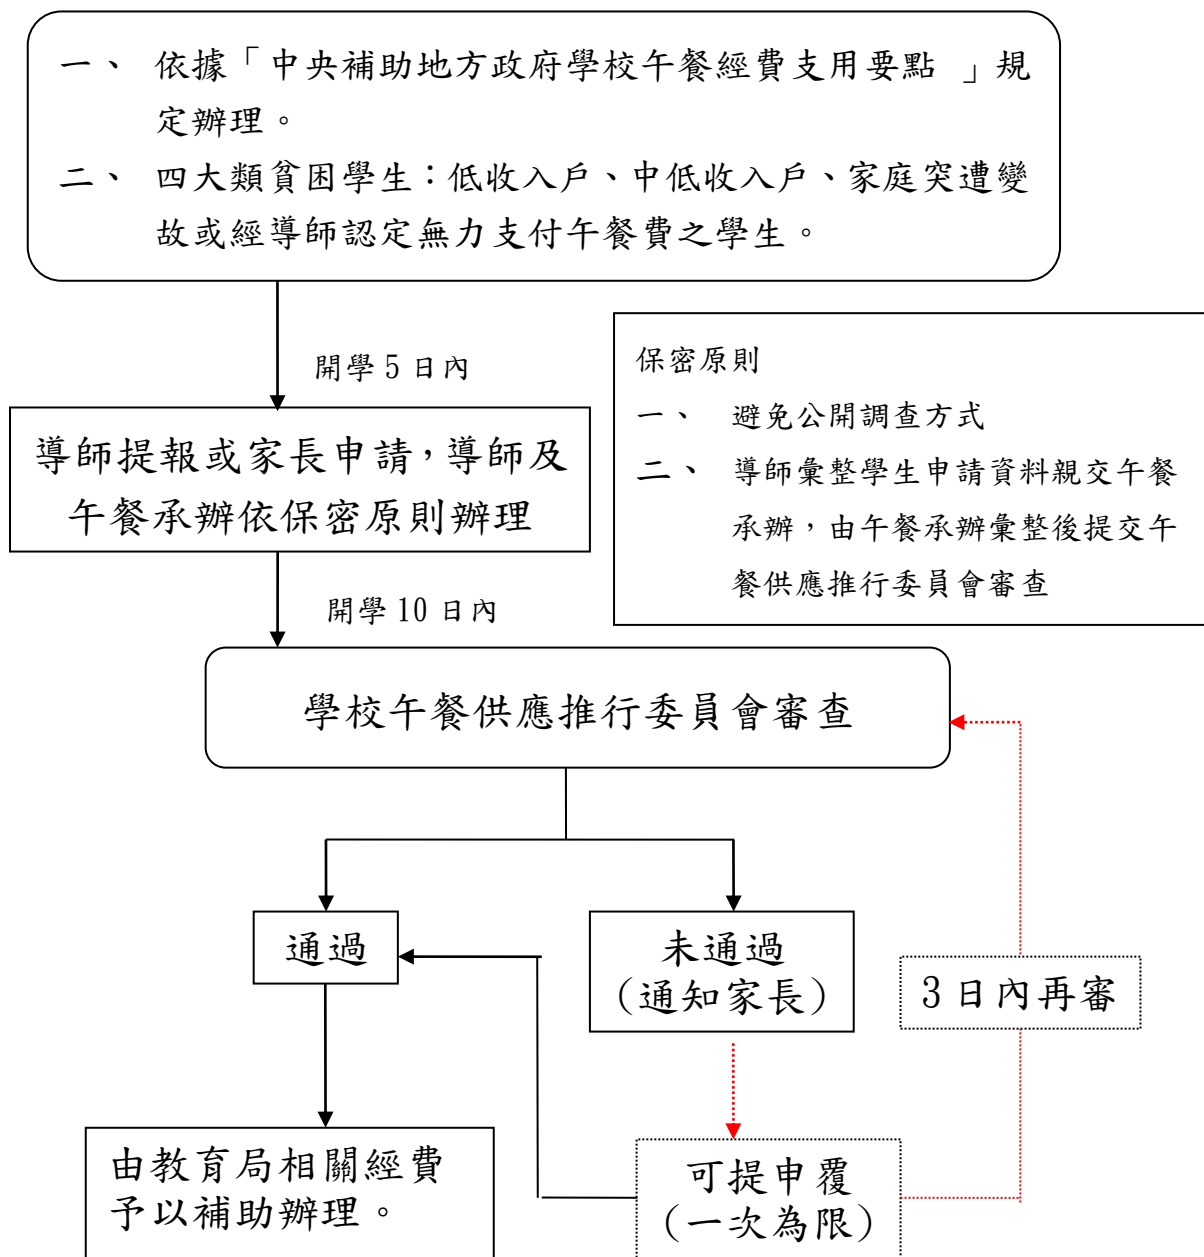 一、 依據「中央補助地方政府學校午餐經費支用要點 」規
定辦理。
二、 四大類貧困學生：低收入戶、中低收入戶、家庭突遭變
故或經導師認定無力支付午餐費之學生。
開學 5 日內
保密原則
一、 避免公開調查方式
二、 導師彙整學生申請資料親交午餐
承辦，由午餐承辦彙整後提交午
餐供應推行委員會審查
導師提報或家長申請，導師及
午餐承辦依保密原則辦理
開學 10 日內
學校午餐供應推行委員會審查
通過
未通過
(通知家長)
3 日內再審
由教育局相關經費
予以補助辦理。
可提申覆
(一次為限)